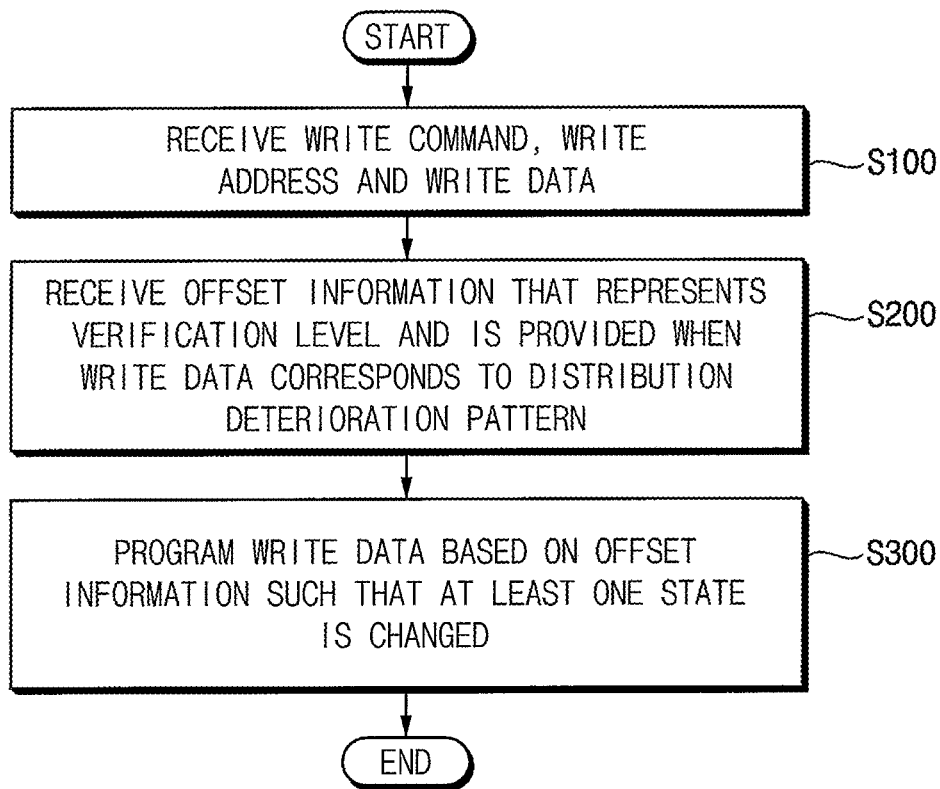 START
RECEIVE WRITE COMMAND, WRITE
ADDRESS AND WRITE DATA
S100
RECEIVE OFFSET INFORMATION THAT REPRESENTS
VERIFICATION LEVEL AND IS PROVIDED WHEN
WRITE DATA CORRESPONDS TO DISTRIBUTION
DETERIORATION PATTERN
S200
PROGRAM WRITE DATA BASED ON OFFSET
INFORMATION SUCH THAT AT LEAST ONE STATE
IS CHANGED
S300
END